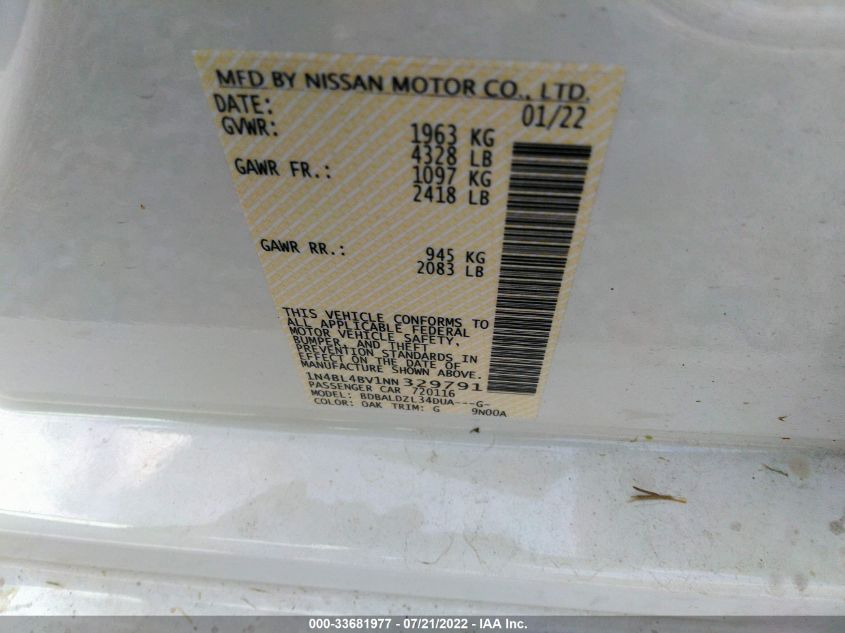 MFD BY NISSAN MOTOR CO., LTD.
DATE: 01/22
GVWR: 1963 KG
4328 LB
GAWR FR.: 1097 KG
2418 LB
GAWR RR.: 945 KG
2083 LB
THIS VEHICLE CONFORMS TO
ALL APPLICABLE FEDERAL
MOTOR VEHICLE SAFETY,
BUMPER, AND THEFT
PREVENTION STANDARDS IN
EFFECT ON THE DATE OF
MANUFACTURE SHOWN ABOVE.
1N4BL4BV1NN 329791
PASSENGER CAR 720116
MODEL: BDBALDZL34DUA---G-
COLOR: QAK TRIM: G 9N00A
000-33681977 - 07/21/2022 - IAA Inc.